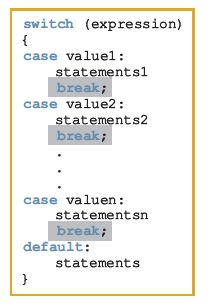 switch (expression)
{
case value1:
statements1
break;
case value2:
statements2
break;
.
.
.
case valuen:
statementsn
break;
default:
statements
}